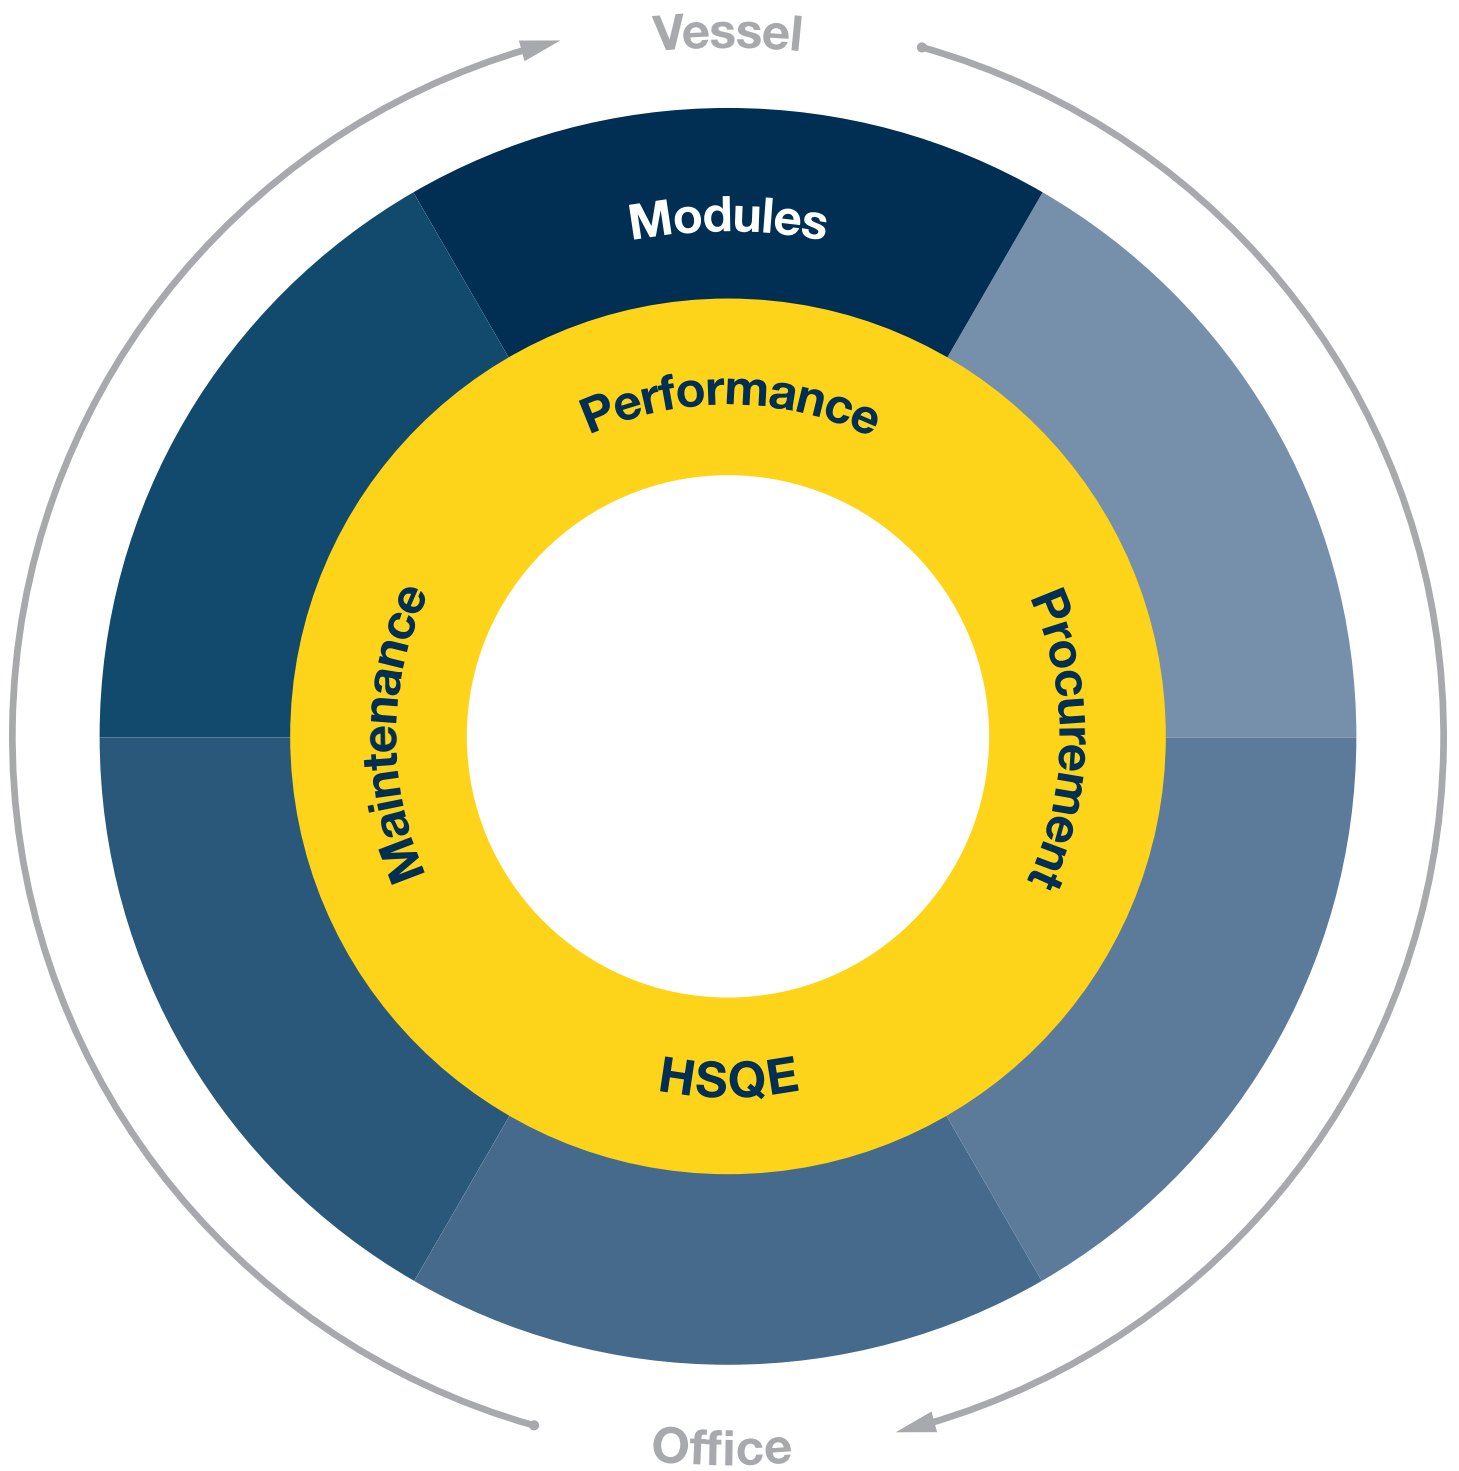 Vessel
Modules
Performance
Maintenance
Procurement
HSQE
Office